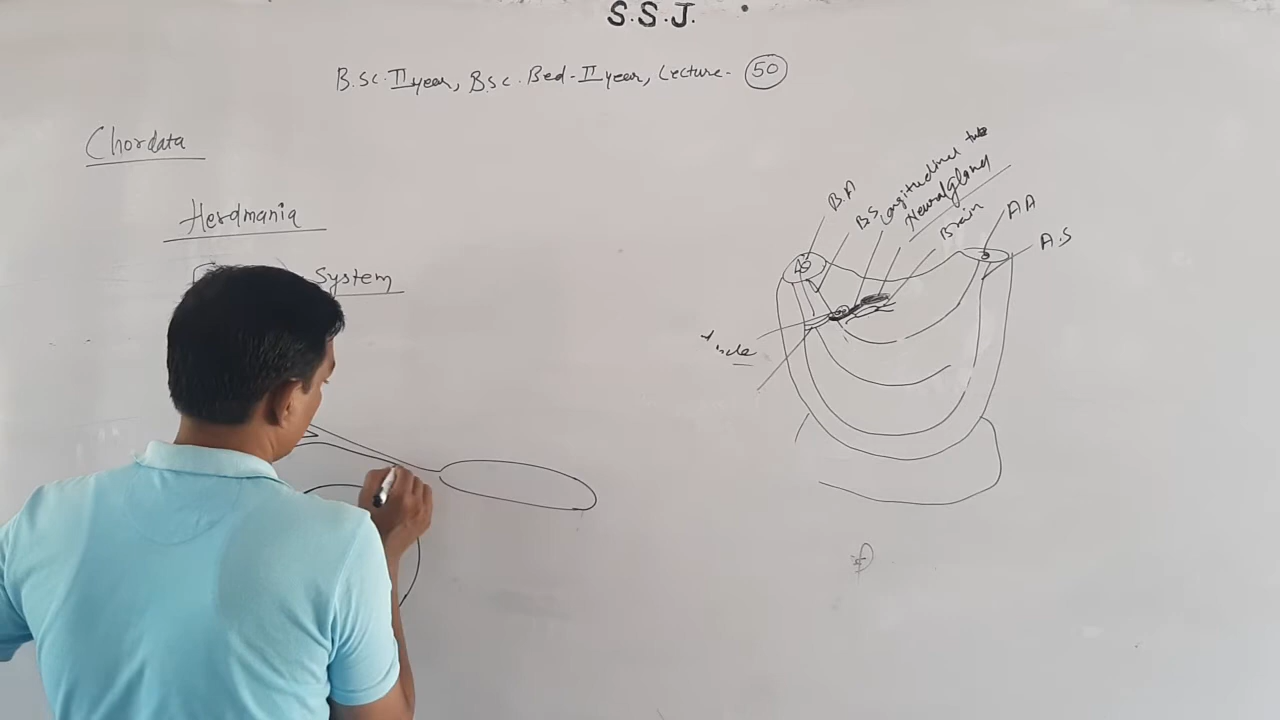 S.S.J.
B.Sc. II year, B.Sc. Bed - II year, Lecture - 50
Chordata
Herdmania
System
B.A
B.S
Longitudinal tube
Neural gland
Brain
A A
A.S